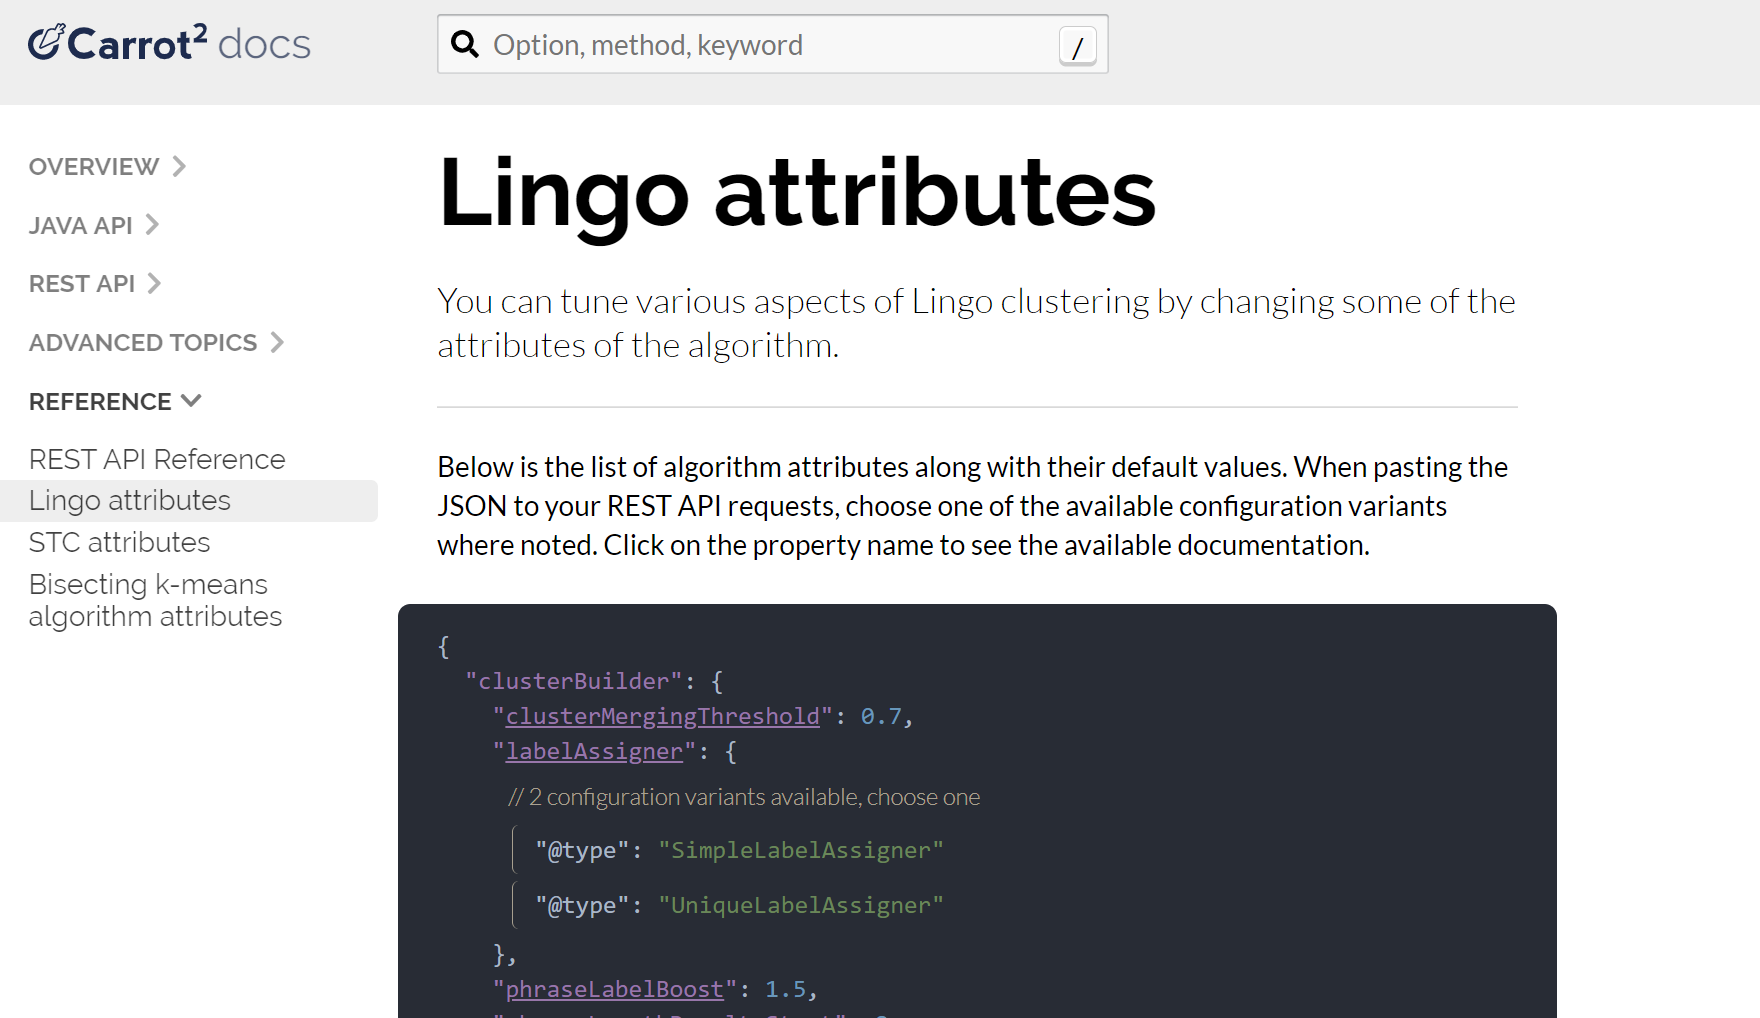 Carrot² docs
Option, method, keyword
/
OVERVIEW
JAVA API
REST API
ADVANCED TOPICS
REFERENCE
REST API Reference
Lingo attributes
STC attributes
Bisecting k-means
algorithm attributes
Lingo attributes
You can tune various aspects of Lingo clustering by changing some of the
attributes of the algorithm.
Below is the list of algorithm attributes along with their default values. When pasting the
JSON to your REST API requests, choose one of the available configuration variants
where noted. Click on the property name to see the available documentation.
{
"clusterBuilder": {
"clusterMergingThreshold": 0.7,
"labelAssigner": {
// 2 configuration variants available, choose one
"@type": "SimpleLabelAssigner"
"@type": "UniqueLabelAssigner"
},
"phraseLabelBoost": 1.5,